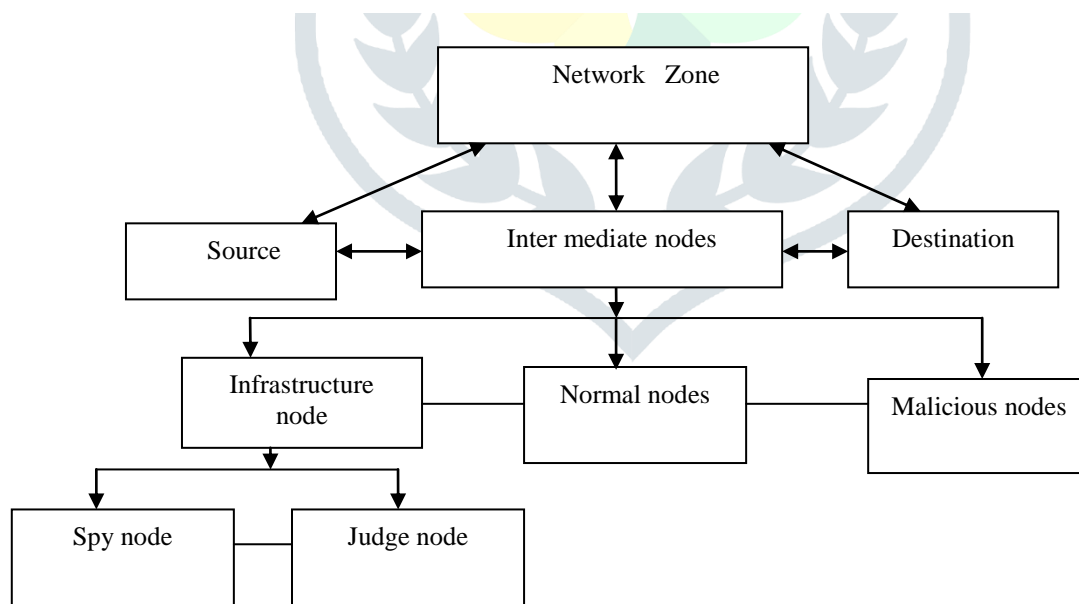 Network Zone
Source
Inter mediate nodes
Destination
Infrastructure
node
Normal nodes
Malicious nodes
Spy node
Judge node